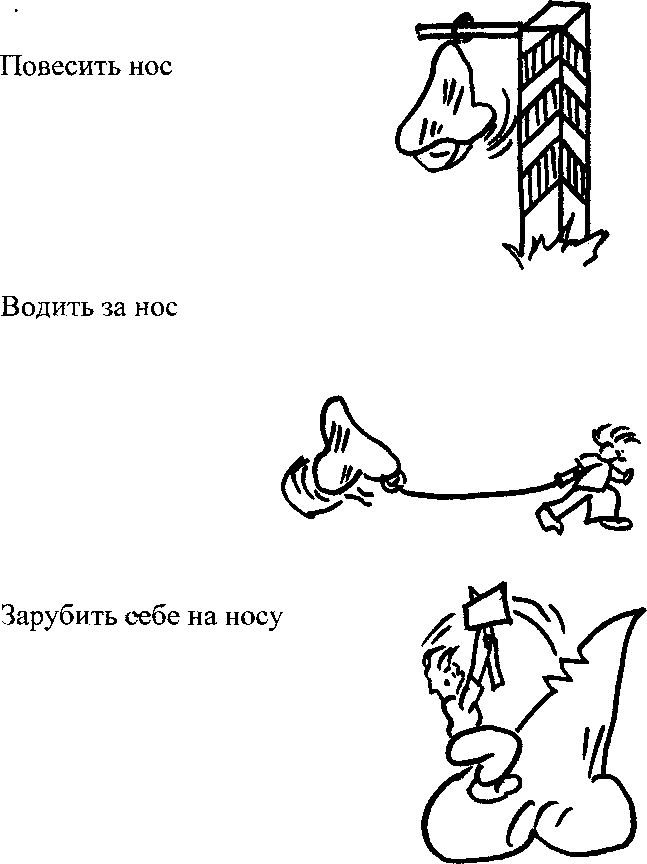 Повесить нос
Водить за нос
Зарубить себе на носу